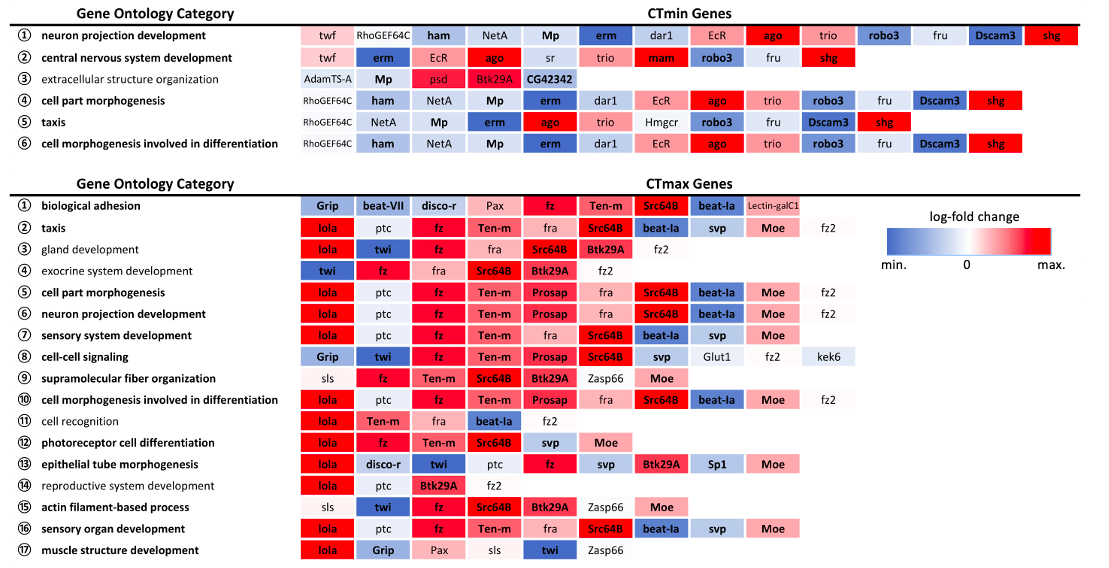 Gene Ontology Category CTmin Genes
① neuron projection development twf RhoGEF64C ham NetA Mp erm dar1 EcR ago trio robo3 fru Dscam3 shg
② central nervous system development twf erm EcR ago sr trio mam robo3 fru shg
③ extracellular structure organization AdamTS-A Mp psd Btk29A CG42342
④ cell part morphogenesis RhoGEF64C ham NetA Mp erm dar1 EcR ago trio robo3 fru Dscam3 shg
⑤ taxis RhoGEF64C NetA Mp erm ago trio Hmgcr robo3 fru Dscam3 shg
⑥ cell morphogenesis involved in differentiation RhoGEF64C ham NetA Mp erm dar1 EcR ago trio robo3 fru Dscam3 shg
Gene Ontology Category CTmax Genes
① biological adhesion Grip beat-VII disco-r Pax fz Ten-m Src64B beat-Ia Lectin-galC1
② taxis lola ptc fz Ten-m fra Src64B beat-Ia svp Moe fz2
③ gland development lola twi fz fra Src64B Btk29A fz2
④ exocrine system development twi fz fra Src64B Btk29A fz2
⑤ cell part morphogenesis lola ptc fz Ten-m Prosap fra Src64B beat-Ia Moe fz2
⑥ neuron projection development lola ptc fz Ten-m Prosap fra Src64B beat-Ia Moe fz2
⑦ sensory system development lola ptc fz Ten-m fra Src64B beat-Ia svp Moe
⑧ cell-cell signaling Grip twi fz Ten-m Prosap Src64B svp Glut1 fz2 kek6
⑨ supramolecular fiber organization sls fz Ten-m Src64B Btk29A Zasp66 Moe
⑩ cell morphogenesis involved in differentiation lola ptc fz Ten-m Prosap fra Src64B beat-Ia Moe fz2
⑪ cell recognition lola Ten-m fra beat-Ia fz2
⑫ photoreceptor cell differentiation lola fz Ten-m Src64B svp Moe
⑬ epithelial tube morphogenesis lola disco-r twi ptc fz svp Btk29A Sp1 Moe
⑭ reproductive system development lola ptc Btk29A fz2
⑮ actin filament-based process sls twi fz Src64B Btk29A Zasp66 Moe
⑯ sensory organ development lola ptc fz Ten-m fra Src64B beat-Ia svp Moe
⑰ muscle structure development lola Grip Pax sls twi Zasp66
log-fold change
min. 0 max.